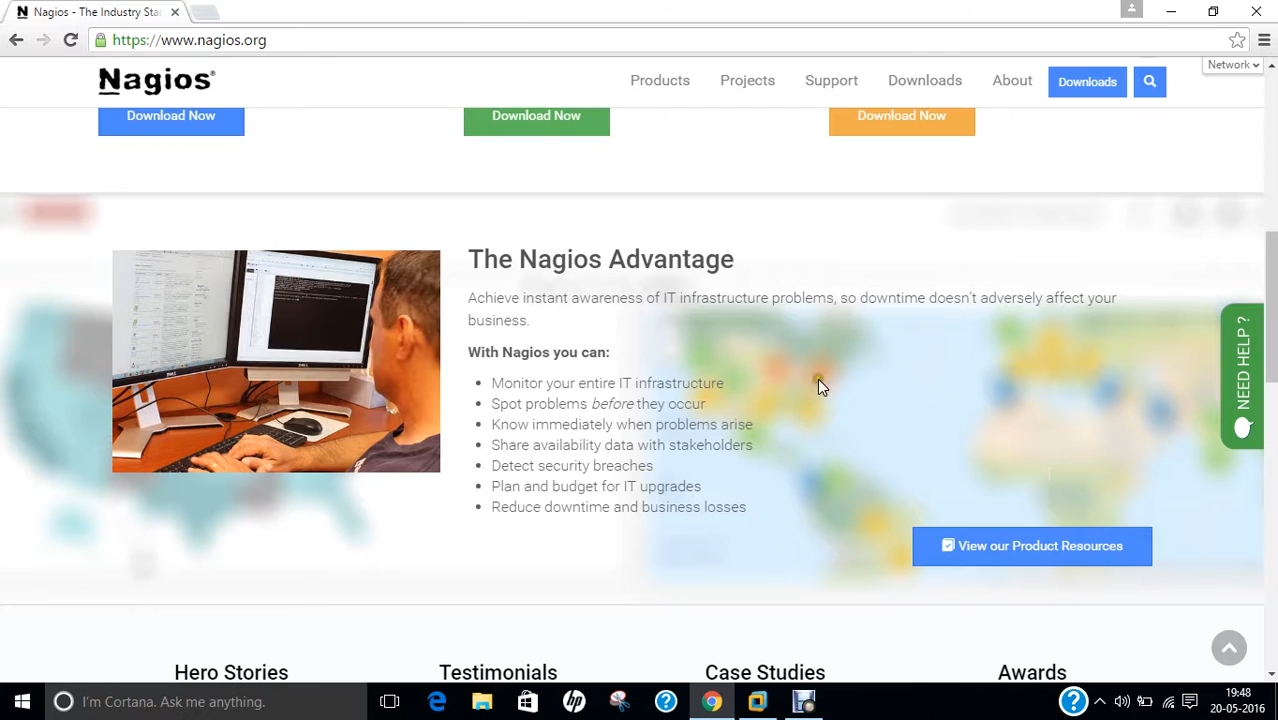 Nagios - The Industry Sta
https://www.nagios.org
Network
Nagios®
Products
Projects
Support
Downloads
About
Downloads
Download Now
Download Now
Download Now
The Nagios Advantage
Achieve instant awareness of IT infrastructure problems, so downtime doesn't adversely affect your
business.
With Nagios you can:
Monitor your entire IT infrastructure
Spot problems before they occur
Know immediately when problems arise
Share availability data with stakeholders
Detect security breaches
Plan and budget for IT upgrades
Reduce downtime and business losses
NEED HELP ?
View our Product Resources
Hero Stories
Testimonials
Case Studies
Awards
I'm Cortana. Ask me anything.
19:48
20-05-2016